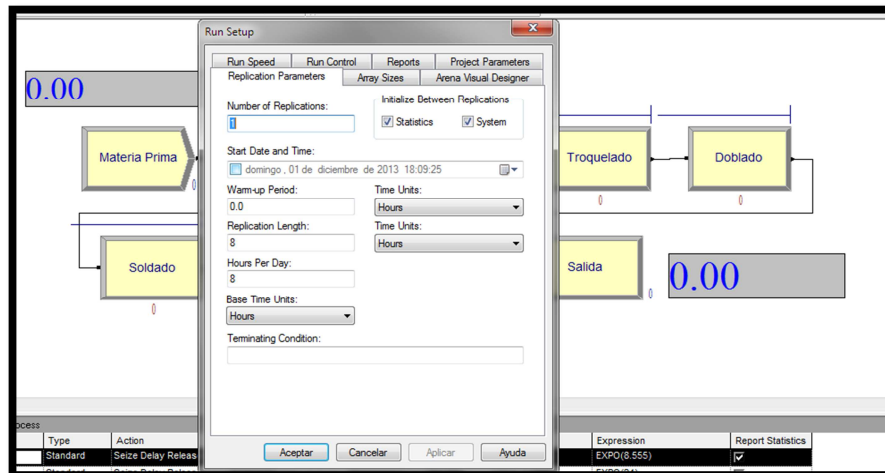 Run Setup
Run Speed Run Control Reports Project Parameters
Replication Parameters Array Sizes Arena Visual Designer
0.00
Number of Replications: Initialize Between Replications
1 Statistics System
Materia Prima Troquelado Doblado
Start Date and Time:
domingo , 01 de diciembre de 2013 18:09:25
0 0 0
Warm-up Period: Time Units:
0.0 Hours
Replication Length: Time Units:
8 Hours
Hours Per Day:
8
Soldado Salida 0.00
Base Time Units:
Hours
0 0
Terminating Condition:
Type Action Expression Report Statistics
Standard Seize Delay Releas EXPO(8.555)
Aceptar Cancelar Aplicar Ayuda